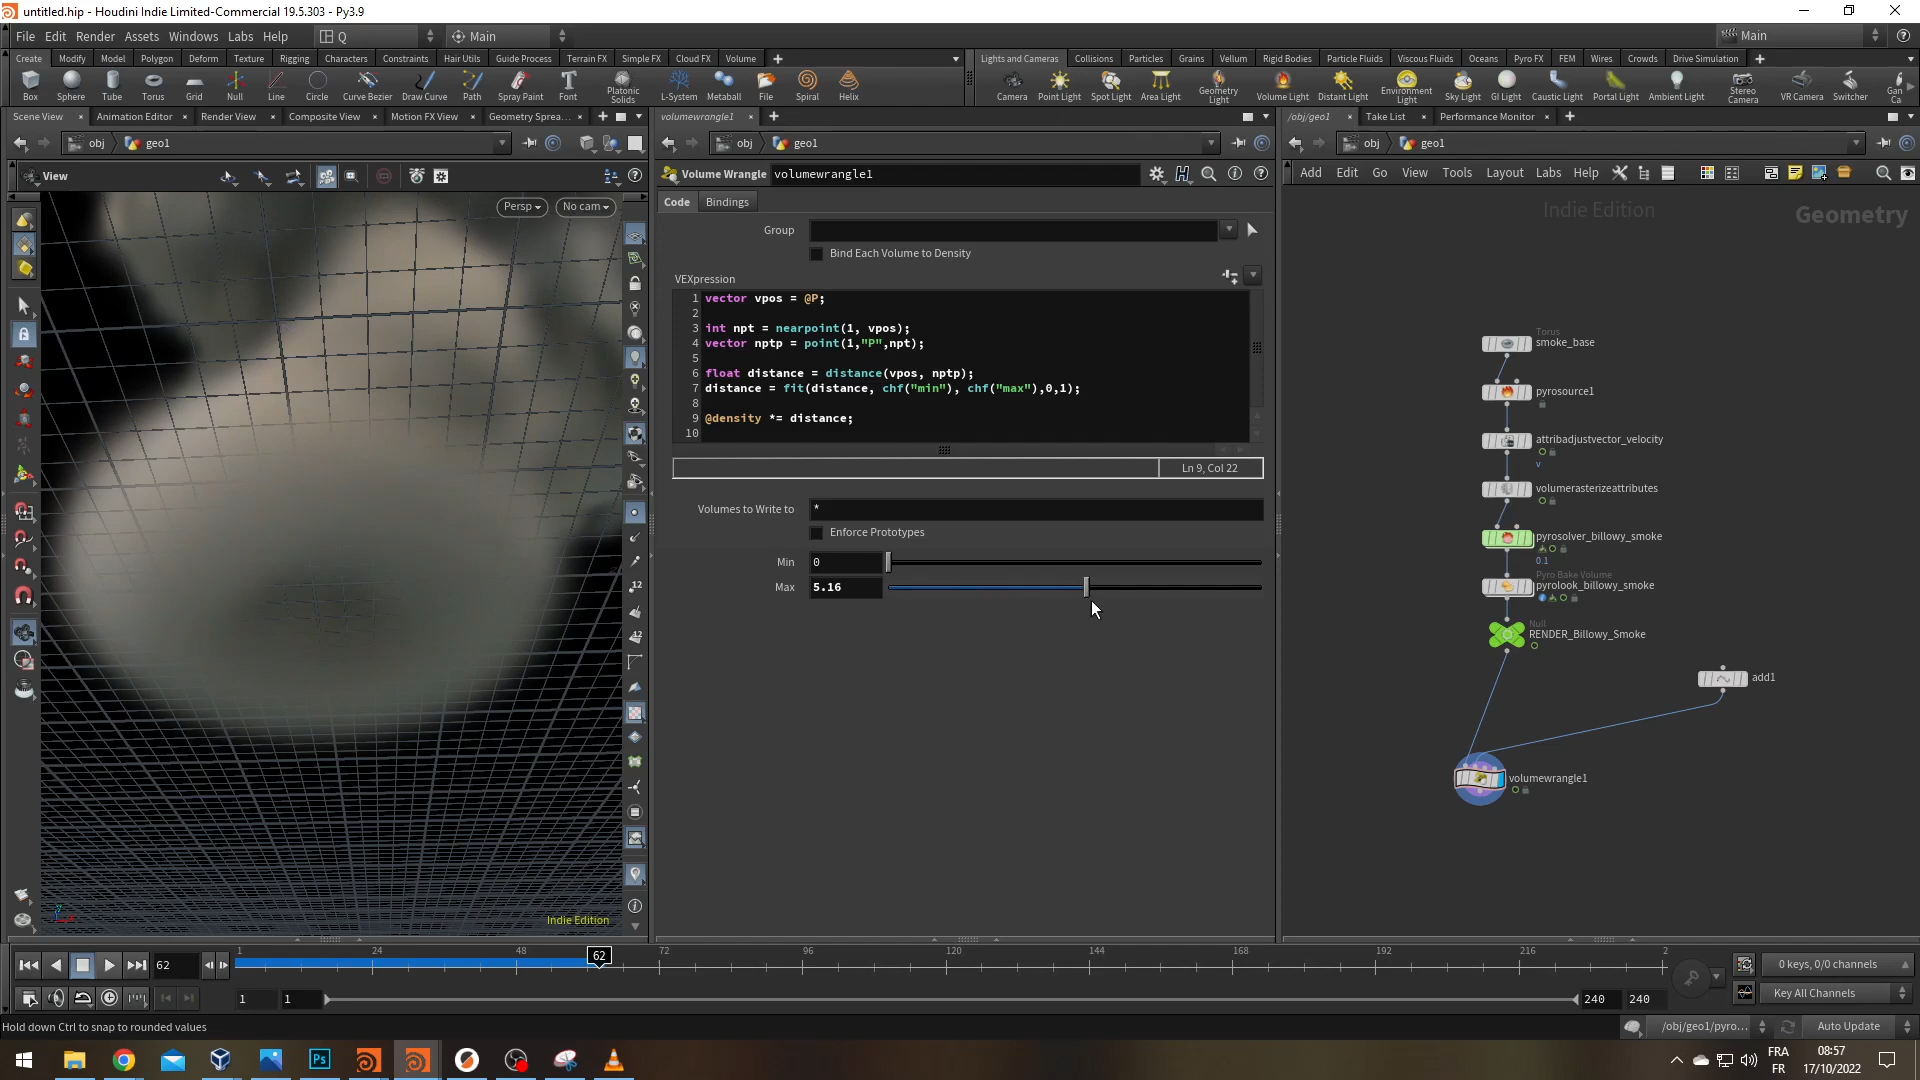 untitled.hip - Houdini Indie Limited-Commercial 19.5.303 - Py3.9
File Edit Render Assets Windows Labs Help Q Main Main
Create Modify Model Polygon Deform Texture Rigging Characters Constraints Hair Utils Guide Process Terrain FX Simple FX Cloud FX Volume
Lights and Cameras Collisions Particles Grains Vellum Rigid Bodies Particle Fluids Viscous Fluids Oceans Pyro FX FEM Wires Crowds Drive Simulation
Box Sphere Tube Torus Grid Null Line Circle Curve Bezier Draw Curve Path Spray Paint Font Platonic Solids L-System Metaball File Spiral Helix
Camera Point Light Spot Light Area Light Geometry Light Volume Light Distant Light Environment Light Sky Light GI Light Caustic Light Portal Light Ambient Light Stereo Camera VR Camera Switcher Gan Ca
Scene View Animation Editor Render View Composite View Motion FX View Geometry Sprea...
volumewrangle1
/obj/geo1 Take List Performance Monitor
obj geo1
obj geo1
obj geo1
View
Volume Wrangle volumewrangle1
Add Edit Go View Tools Layout Labs Help
Persp No cam
Code Bindings
Indie Edition
Geometry
Group
Bind Each Volume to Density
VEXpression
1 vector vpos = @P;
2
3 int npt = nearpoint(1, vpos);
4 vector nptp = point(1,"P",npt);
5
6 float distance = distance(vpos, nptp);
7 distance = fit(distance, chf("min"), chf("max"),0,1);
8
9 @density *= distance;
10
Ln 9, Col 22
Volumes to Write to *
Enforce Prototypes
Min 0
Max 5.16
Torus
smoke_base
pyrosource1
attribadjustvector_velocity
v
volumerasterizeattributes
pyrosolver_billowy_smoke
0.1
Pyro Bake Volume
pyrolook_billowy_smoke
Null
RENDER_Billowy_Smoke
add1
volumewrangle1
12
12
Indie Edition
62
1 24 48 62 72 96 120 144 168 192 216 2
0 keys, 0/0 channels
1 1 240 240
Key All Channels
Hold down Ctrl to snap to rounded values
/obj/geo1/pyro...
Auto Update
Ps
FRA
FR
08:57
17/10/2022